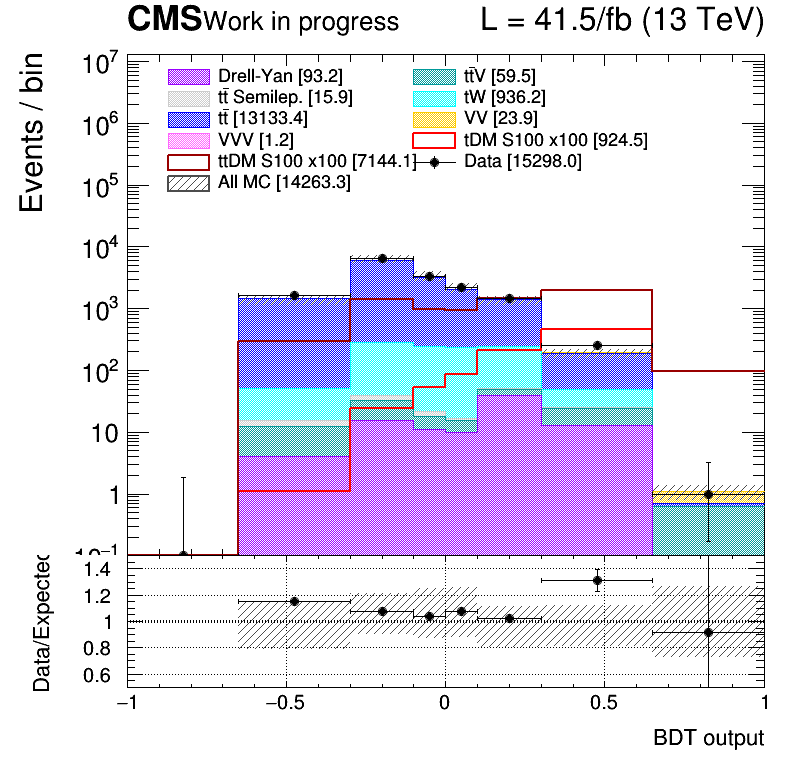 CMS Work in progress L = 41.5/fb (13 TeV)
Events / bin
10⁷
10⁶
10⁵
10⁴
10³
10²
10
1
10⁻¹
Drell-Yan [93.2] tt̄V [59.5]
tt̄ Semilep. [15.9] tW [936.2]
tt̄ [13133.4] VV [23.9]
VVV [1.2] tDM S100 x100 [924.5]
ttDM S100 x100 [7144.1] Data [15298.0]
All MC [14263.3]
Data/Expected
1.4
1.2
1
0.8
0.6
−1 −0.5 0 0.5 1
BDT output